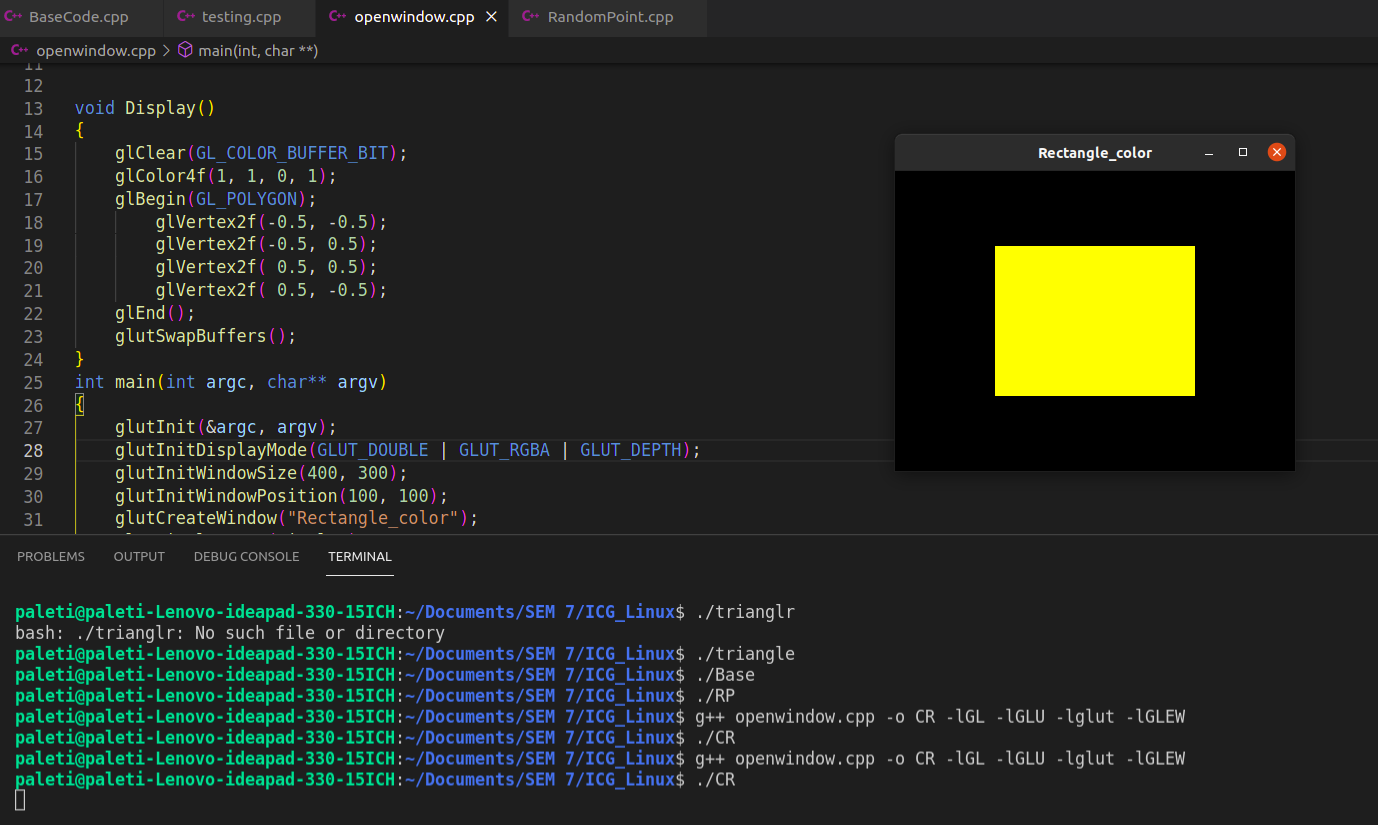 BaseCode.cpp testing.cpp openwindow.cpp RandomPoint.cpp
openwindow.cpp > main(int, char **)
11
12
13 void Display()
14 {
15 glClear(GL_COLOR_BUFFER_BIT);
16 glColor4f(1, 1, 0, 1);
17 glBegin(GL_POLYGON);
18 glVertex2f(-0.5, -0.5);
19 glVertex2f(-0.5, 0.5);
20 glVertex2f( 0.5, 0.5);
21 glVertex2f( 0.5, -0.5);
22 glEnd();
23 glutSwapBuffers();
24 }
25 int main(int argc, char** argv)
26 {
27 glutInit(&argc, argv);
28 glutInitDisplayMode(GLUT_DOUBLE | GLUT_RGBA | GLUT_DEPTH);
29 glutInitWindowSize(400, 300);
30 glutInitWindowPosition(100, 100);
31 glutCreateWindow("Rectangle_color");
Rectangle_color
PROBLEMS OUTPUT DEBUG CONSOLE TERMINAL
paleti@paleti-Lenovo-ideapad-330-15ICH:~/Documents/SEM 7/ICG_Linux$ ./trianglr
bash: ./trianglr: No such file or directory
paleti@paleti-Lenovo-ideapad-330-15ICH:~/Documents/SEM 7/ICG_Linux$ ./triangle
paleti@paleti-Lenovo-ideapad-330-15ICH:~/Documents/SEM 7/ICG_Linux$ ./Base
paleti@paleti-Lenovo-ideapad-330-15ICH:~/Documents/SEM 7/ICG_Linux$ ./RP
paleti@paleti-Lenovo-ideapad-330-15ICH:~/Documents/SEM 7/ICG_Linux$ g++ openwindow.cpp -o CR -lGL -lGLU -lglut -lGLEW
paleti@paleti-Lenovo-ideapad-330-15ICH:~/Documents/SEM 7/ICG_Linux$ ./CR
paleti@paleti-Lenovo-ideapad-330-15ICH:~/Documents/SEM 7/ICG_Linux$ g++ openwindow.cpp -o CR -lGL -lGLU -lglut -lGLEW
paleti@paleti-Lenovo-ideapad-330-15ICH:~/Documents/SEM 7/ICG_Linux$ ./CR